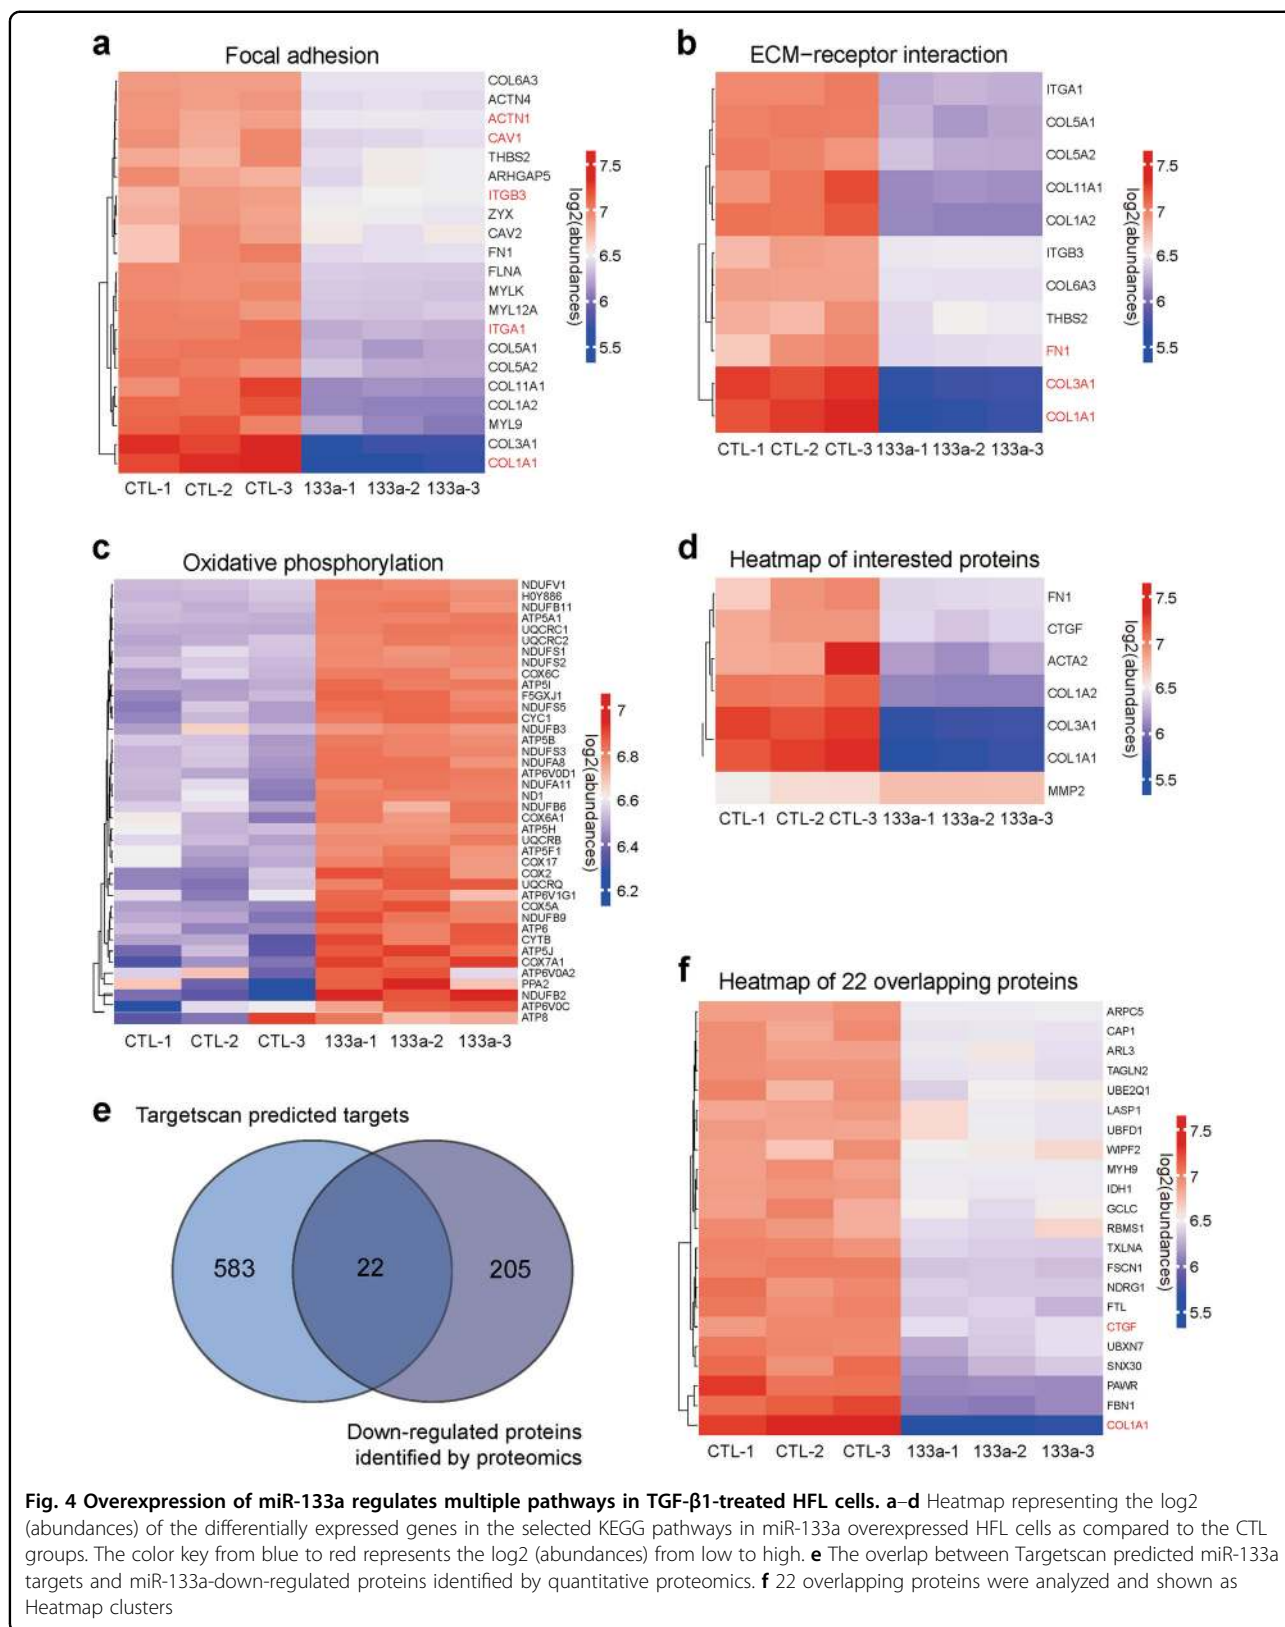 a
Focal adhesion
COL6A3
ACTN4
ACTN1
CAV1
THBS2
ARHGAP5
ITGB3
ZYX
CAV2
FN1
FLNA
MYLK
MYL12A
ITGA1
COL5A1
COL5A2
COL11A1
COL1A2
MYL9
COL3A1
COL1A1
CTL-1 CTL-2 CTL-3 133a-1 133a-2 133a-3
7.5
7
6.5
6
5.5
log2(abundances)
b
ECM−receptor interaction
ITGA1
COL5A1
COL5A2
COL11A1
COL1A2
ITGB3
COL6A3
THBS2
FN1
COL3A1
COL1A1
CTL-1 CTL-2 CTL-3 133a-1 133a-2 133a-3
7.5
7
6.5
6
5.5
log2(abundances)
c
Oxidative phosphorylation
NDUFV1
H0Y886
NDUFB11
ATP5A1
UQCRC1
UQCRC2
NDUFS1
NDUFS2
COX6C
ATP5I
F5GXJ1
NDUFS5
CYC1
NDUFB3
ATP5B
NDUFS3
NDUFA8
ATP6V0D1
NDUFA11
ND1
NDUFB6
COX6A1
ATP5H
UQCRB
ATP5F1
COX17
COX2
UQCRQ
ATP6V1G1
COX5A
NDUFB9
ATP6
CYTB
ATP5J
COX7A1
ATP6V0A2
PPA2
NDUFB2
ATP6V0C
ATP8
CTL-1 CTL-2 CTL-3 133a-1 133a-2 133a-3
7
6.8
6.6
6.4
6.2
log2(abundances)
d
Heatmap of interested proteins
FN1
CTGF
ACTA2
COL1A2
COL3A1
COL1A1
MMP2
CTL-1 CTL-2 CTL-3 133a-1 133a-2 133a-3
7.5
7
6.5
6
5.5
log2(abundances)
e
Targetscan predicted targets
583 22 205
Down-regulated proteins
identified by proteomics
f
Heatmap of 22 overlapping proteins
ARPC5
CAP1
ARL3
TAGLN2
UBE2Q1
LASP1
UBFD1
WIPF2
MYH9
IDH1
GCLC
RBMS1
TXLNA
FSCN1
NDRG1
FTL
CTGF
UBXN7
SNX30
PAWR
FBN1
COL1A1
CTL-1 CTL-2 CTL-3 133a-1 133a-2 133a-3
7.5
7
6.5
6
5.5
log2(abundances)
Fig. 4 Overexpression of miR-133a regulates multiple pathways in TGF-β1-treated HFL cells. a–d Heatmap representing the log2
(abundances) of the differentially expressed genes in the selected KEGG pathways in miR-133a overexpressed HFL cells as compared to the CTL
groups. The color key from blue to red represents the log2 (abundances) from low to high. e The overlap between Targetscan predicted miR-133a
targets and miR-133a-down-regulated proteins identified by quantitative proteomics. f 22 overlapping proteins were analyzed and shown as
Heatmap clusters